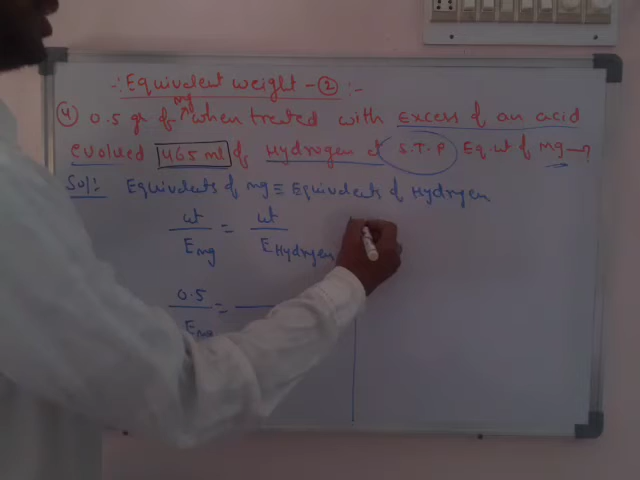 -: Equivalent weight - ② :-
④ 0.5 gr of mg when treated with excess of an acid
evolved 465 ml of Hydrogen at S.T.P Eq.wt of Mg - ?
Sol: Equivalents of mg ≡ Equivalents of Hydrogen
wt / Emg = wt / EHydrogen
0.5 / Emg =